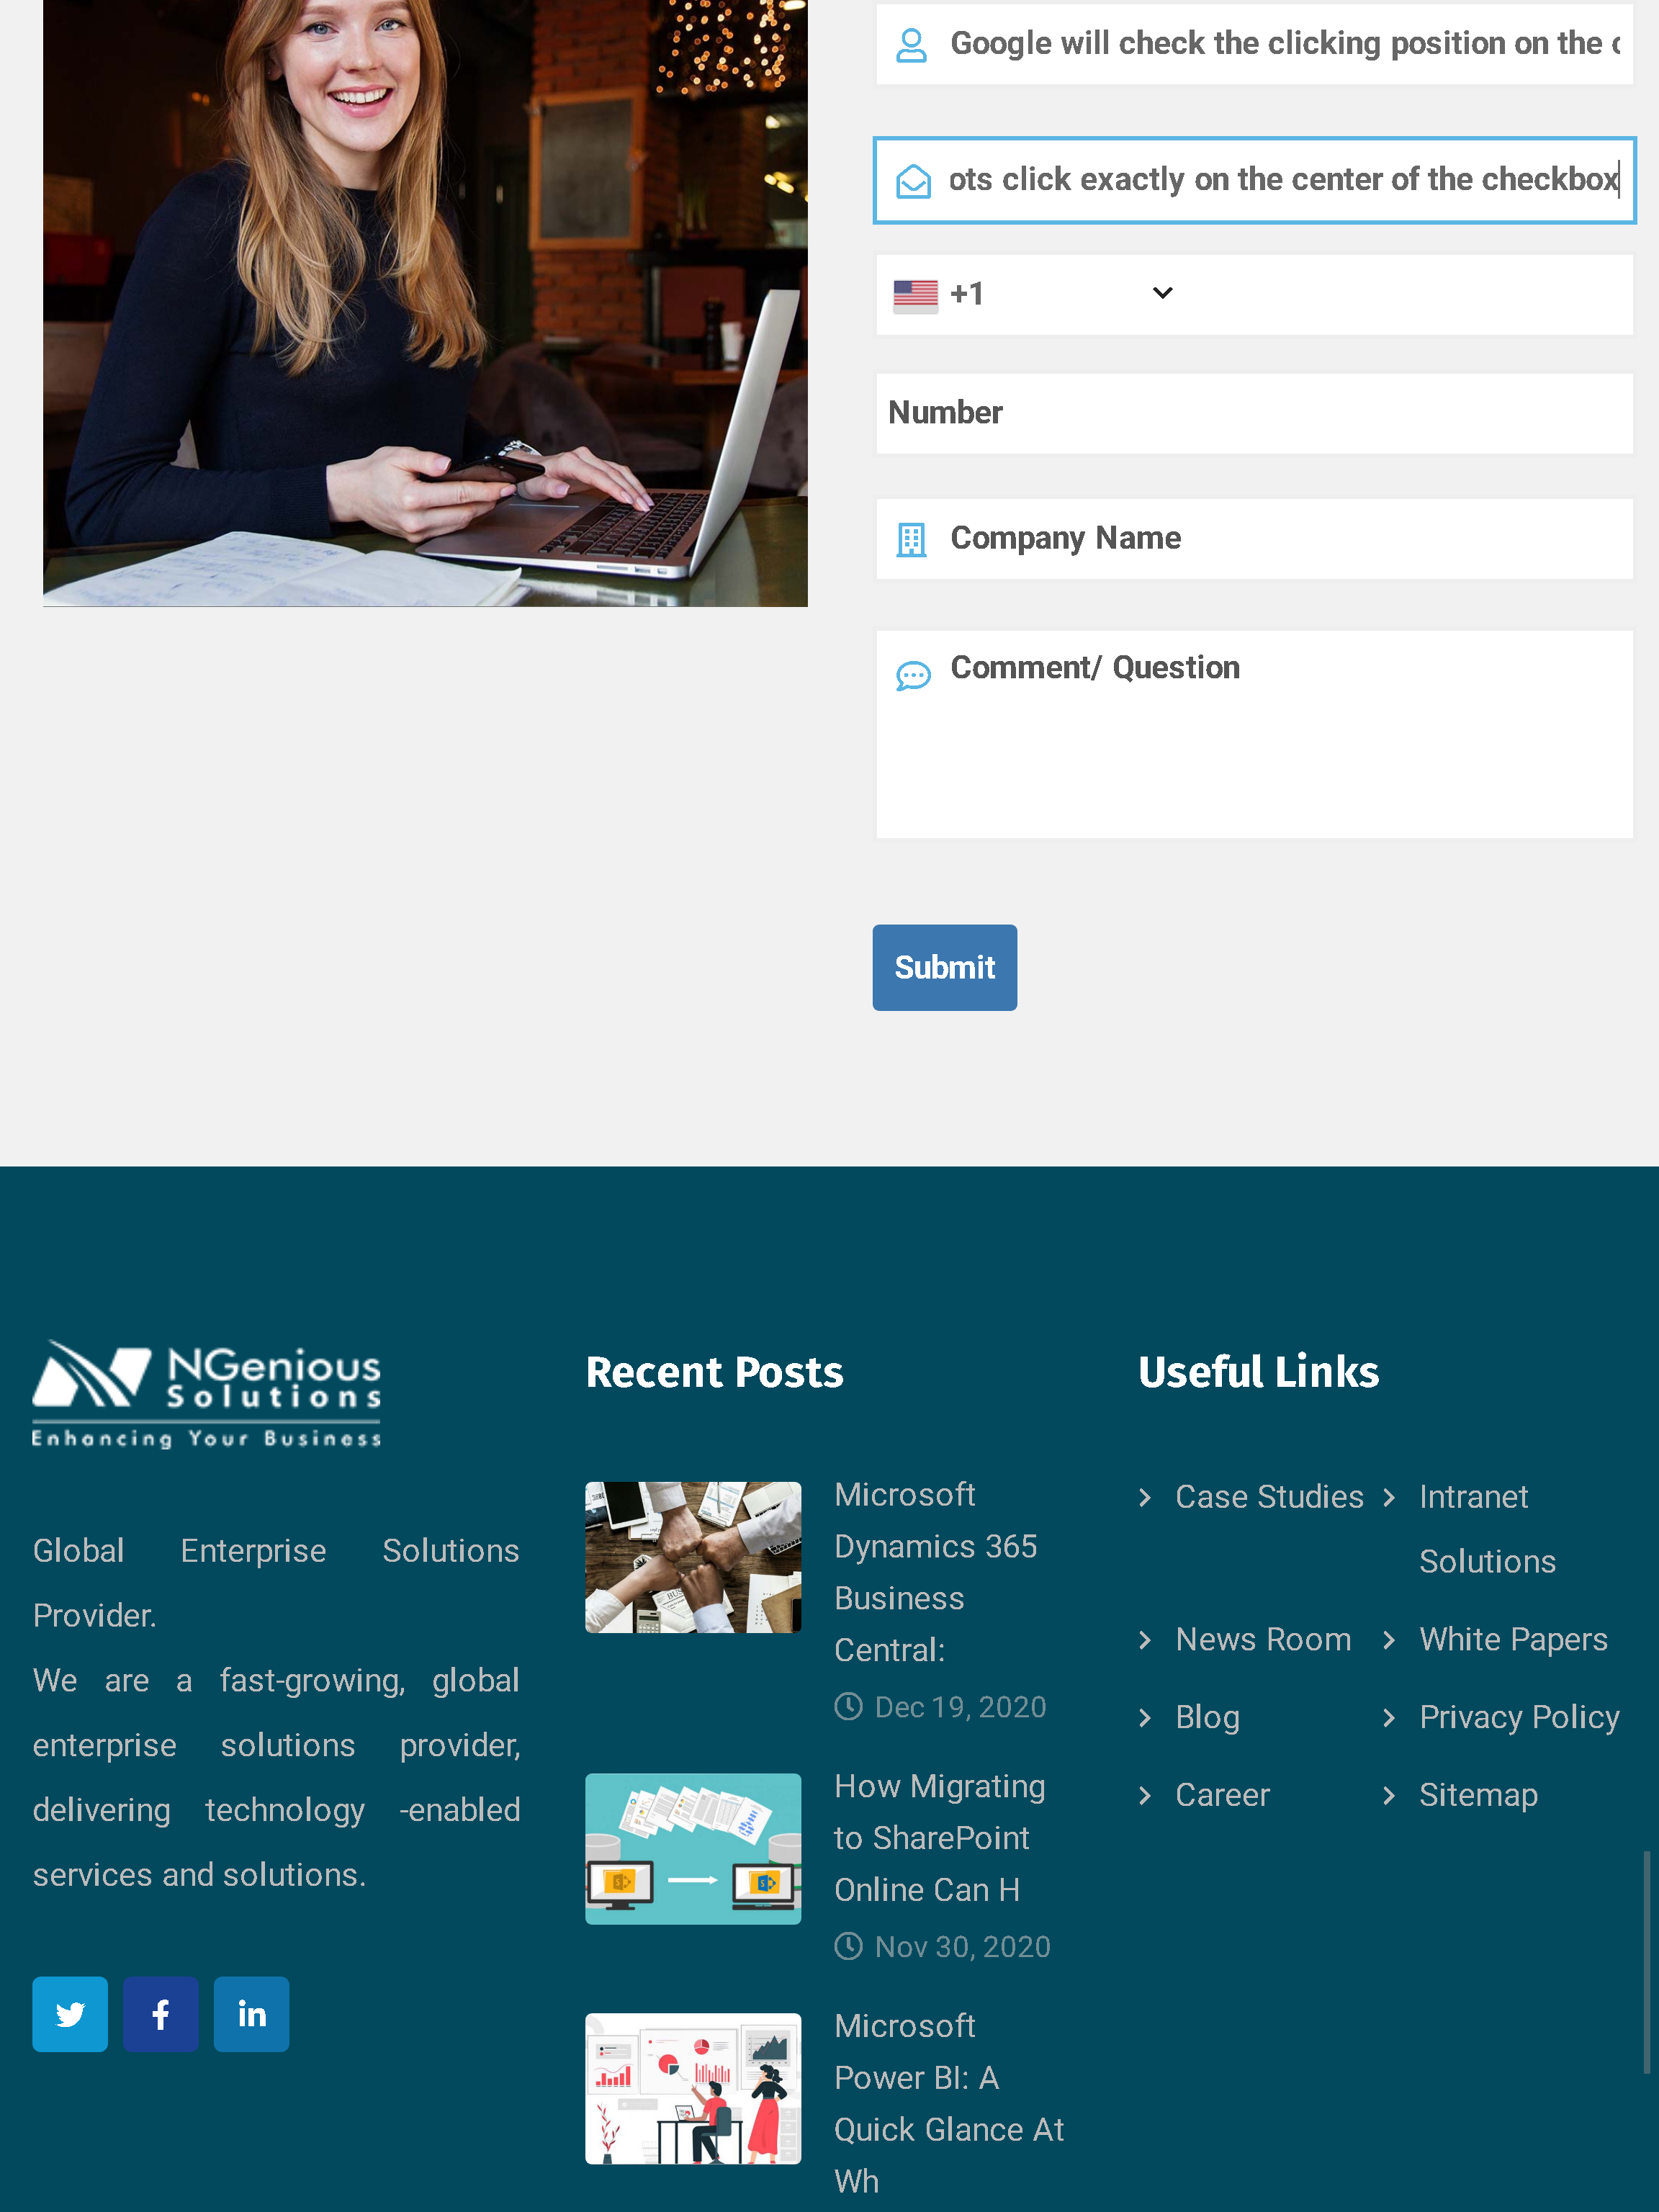 Google will check the clicking position on the
ots click exactly on the center of the checkbox
+1
Number
Company Name
Comment/ Question
Submit
NGenious
Solutions
Enhancing Your Business
Global Enterprise Solutions
Provider.
We are a fast-growing, global
enterprise solutions provider,
delivering technology -enabled
services and solutions.
Recent Posts
Microsoft
Dynamics 365
Business
Central:
Dec 19, 2020
How Migrating
to SharePoint
Online Can H
Nov 30, 2020
Microsoft
Power BI: A
Quick Glance At
Wh
Useful Links
Case Studies
Intranet
Solutions
News Room
White Papers
Blog
Privacy Policy
Career
Sitemap